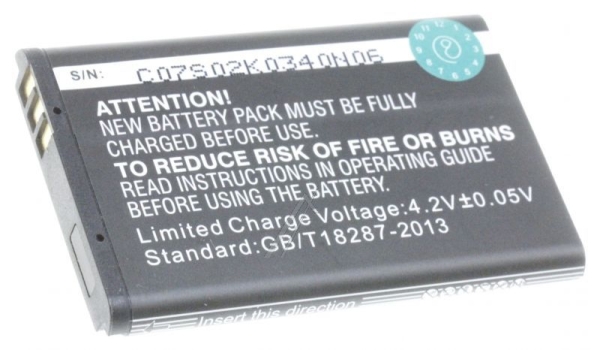 S/N: C07S02K0340N06
ATTENTION!
NEW BATTERY PACK MUST BE FULLY
CHARGED BEFORE USE.
TO REDUCE RISK OF FIRE OR BURNS
READ INSTRUCTIONS IN OPERATING GUIDE
BEFORE USING THE BATTERY.
Limited Charge Voltage:4.2V±0.05V
Standard:GB/T18287-2013
Insert this direction